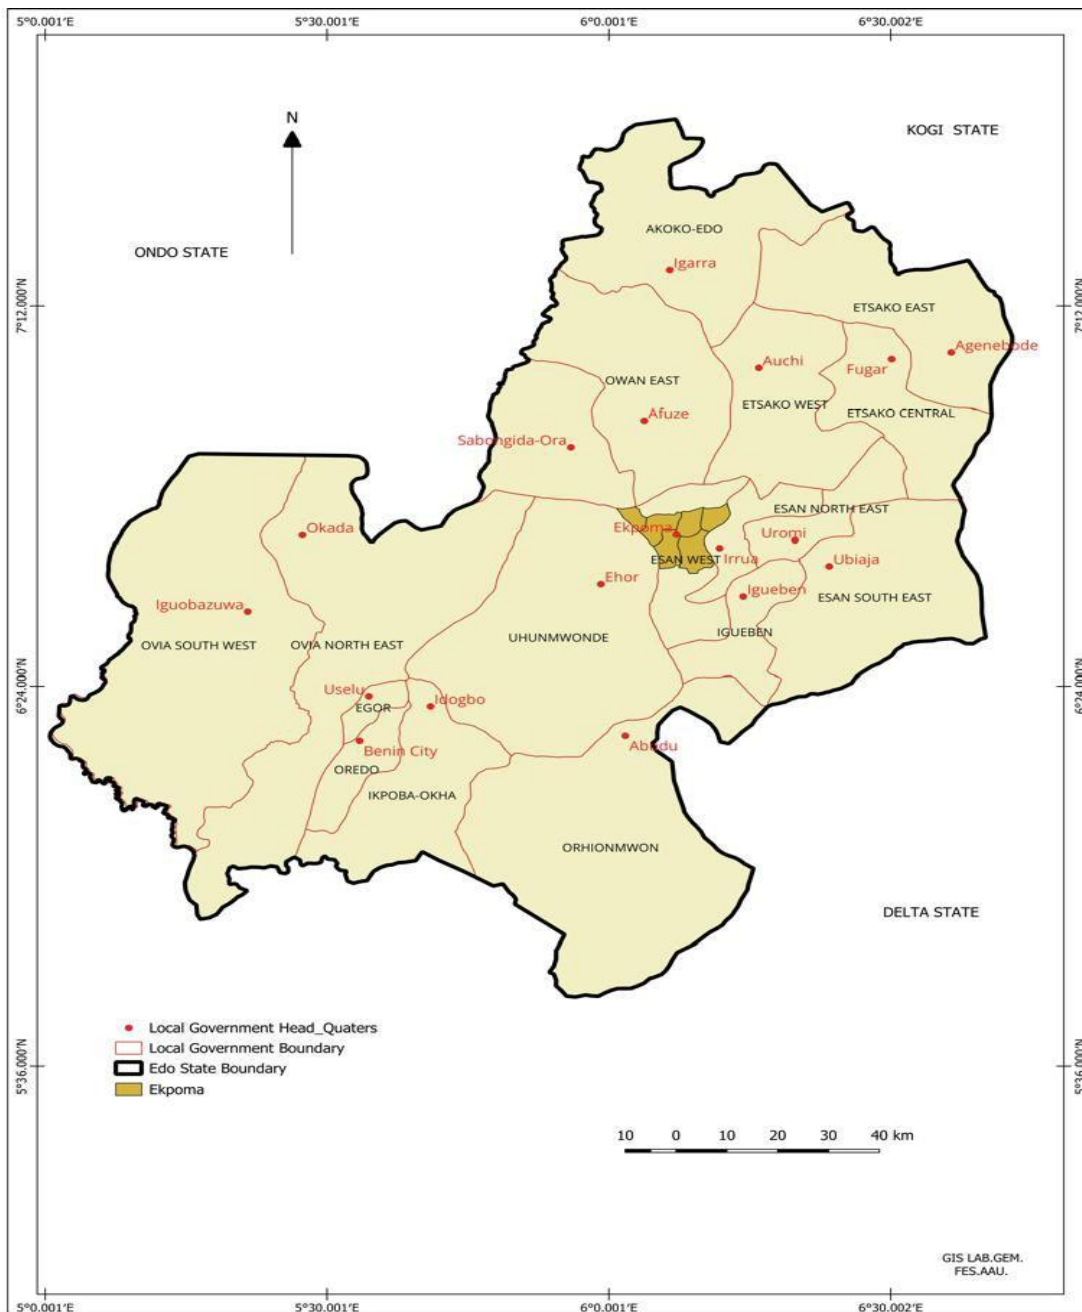 5°0.001'E 5°30.001'E 6°0.001'E 6°30.002'E
N
KOGI STATE
ONDO STATE
AKOKO-EDO
Igarra
7°12.000'N 7°12.000'N
ETSAKO EAST
Agenebode
Auchi
Fugar
OWAN EAST
ETSAKO WEST
ETSAKO CENTRAL
Afuze
Sabongida-Ora
ESAN NORTH EAST
Okada
Ekpoma
Uromi
ESAN WEST
Irrua
Ubiaja
Ehor
Igueben
ESAN SOUTH EAST
Iguobazuwa
IGUEBEN
UHUNMWONDE
OVIA SOUTH WEST
OVIA NORTH EAST
6°24.000'N 6°24.000'N
Uselu
Idogbo
EGOR
Benin City
Abudu
OREDO
IKPOBA-OKHA
ORHIONMWON
DELTA STATE
Local Government Head_Quaters
Local Government Boundary
Edo State Boundary
Ekpoma
5°36.000'N 5°36.000'N
10 0 10 20 30 40 km
GIS LAB.GEM.
FES.AAU.
5°0.001'E 5°30.001'E 6°0.001'E 6°30.002'E